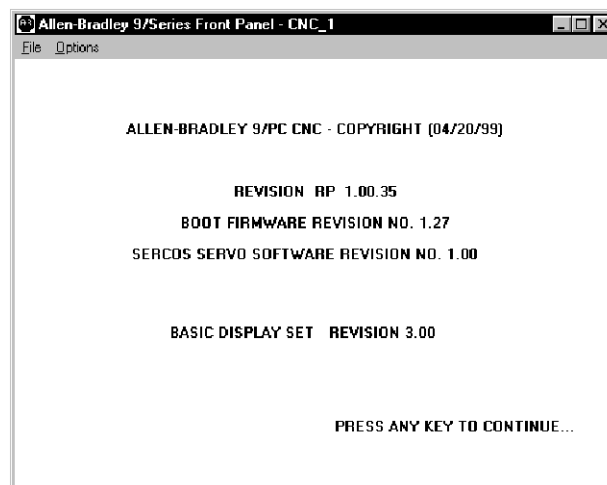 Allen-Bradley 9/Series Front Panel - CNC_1
File Options
ALLEN-BRADLEY 9/PC CNC - COPYRIGHT (04/20/99)
REVISION RP 1.00.35
BOOT FIRMWARE REVISION NO. 1.27
SERCOS SERVO SOFTWARE REVISION NO. 1.00
BASIC DISPLAY SET REVISION 3.00
PRESS ANY KEY TO CONTINUE...